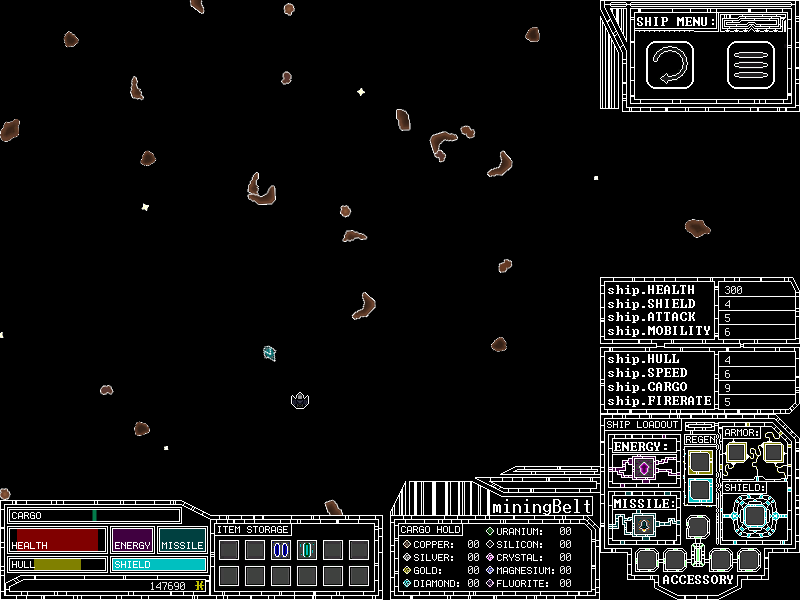 SHIP MENU:
ship.HEALTH 300
ship.SHIELD 4
ship.ATTACK 5
ship.MOBILITY 6
ship.HULL 4
ship.SPEED 6
ship.CARGO 9
ship.FIRERATE 5
SHIP LOADOUT
ENERGY:
REGEN
ARMOR:
SHIELD:
MISSILE:
ACCESSORY
miningBelt
CARGO
HEALTH
ENERGY
MISSILE
HULL
SHIELD
147690
ITEM STORAGE
CARGO HOLD
COPPER: 00
SILVER: 00
GOLD: 00
DIAMOND: 00
URANIUM: 00
SILICON: 00
CRYSTAL: 00
MAGNESIUM: 00
FLUORITE: 00